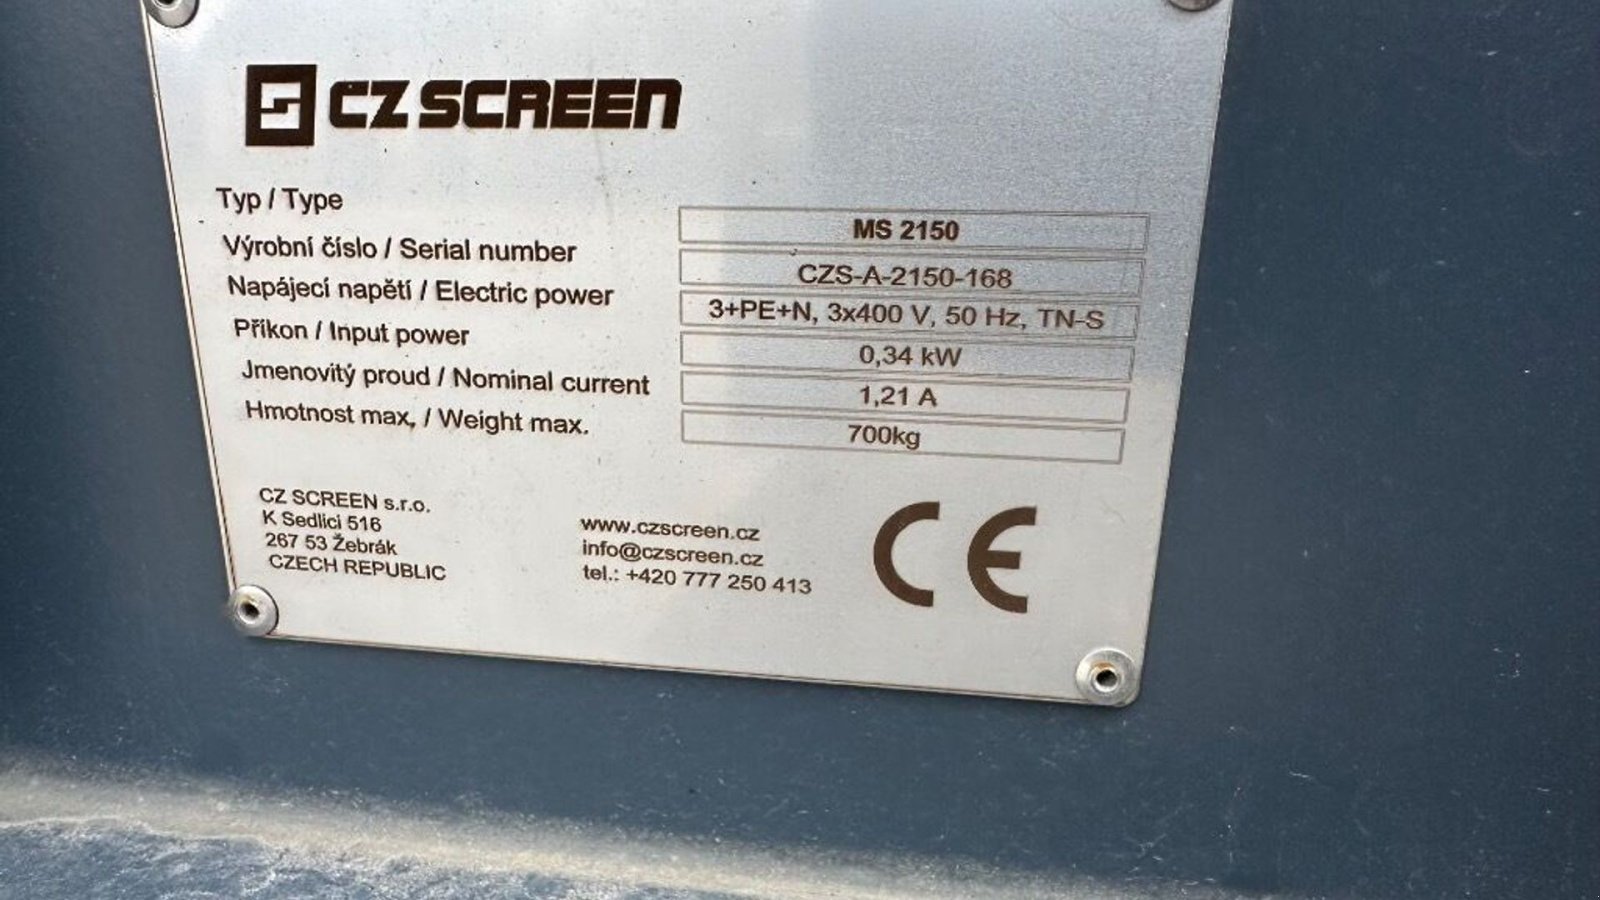 CZ SCREEN
Typ / Type MS 2150
Výrobní číslo / Serial number CZS-A-2150-168
Napájecí napětí / Electric power 3+PE+N, 3x400 V, 50 Hz, TN-S
Příkon / Input power 0,34 kW
Jmenovitý proud / Nominal current 1,21 A
Hmotnost max. / Weight max. 700kg
CZ SCREEN s.r.o.
K Sedlici 516
267 53 Žebrák
CZECH REPUBLIC
www.czscreen.cz
info@czscreen.cz
tel.: +420 777 250 413
CE